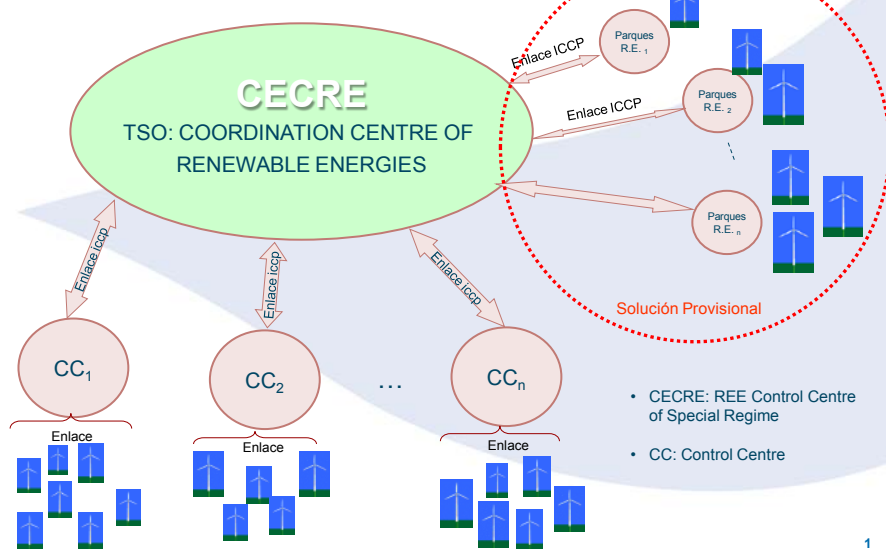 CECRE
TSO: COORDINATION CENTRE OF
RENEWABLE ENERGIES
Enlace ICCP
Parques
R.E. 1
Enlace ICCP
Parques
R.E. 2
Parques
R.E. n
Solución Provisional
Enlace iccp
Enlace iccp
Enlace iccp
CC1
CC2
...
CCn
Enlace
Enlace
Enlace
• CECRE: REE Control Centre
of Special Regime
• CC: Control Centre
1